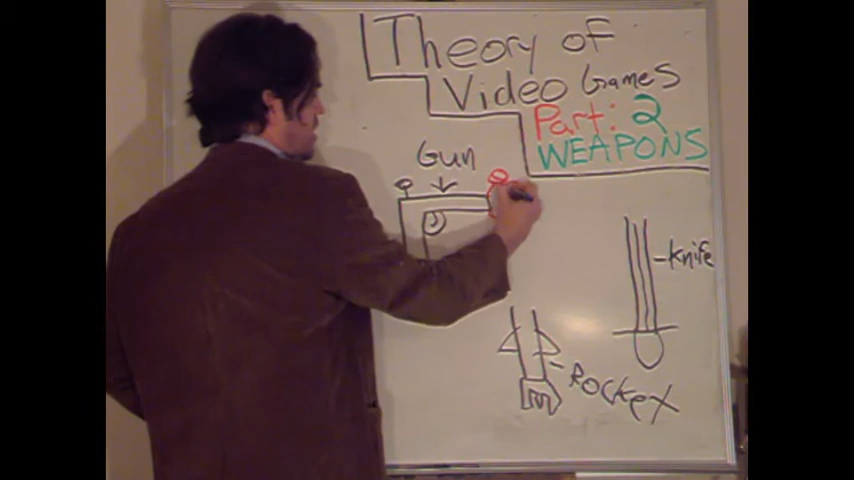 Theory of
Video Games
Part: 2
WEAPONS
Gun
Knife
Rocket